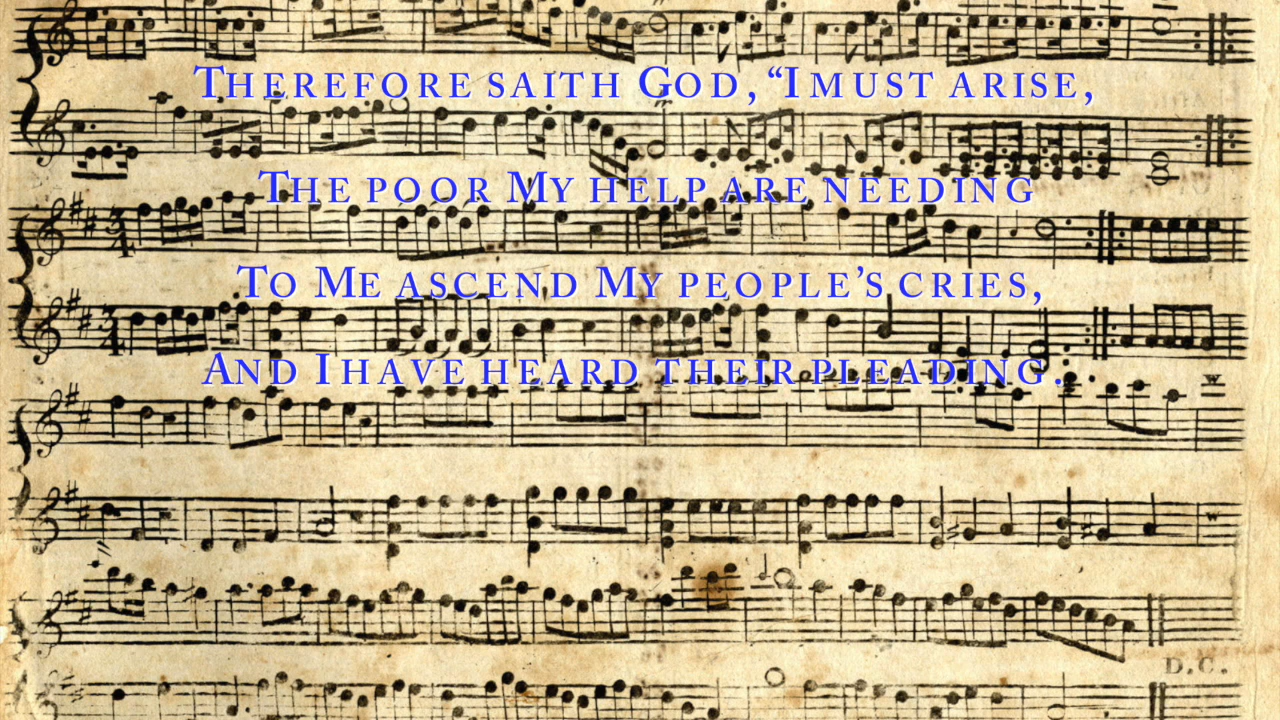 Therefore saith God, “I must arise,
The poor My help are needing
To Me ascend My people’s cries,
And I have heard their pleading.
D.C.